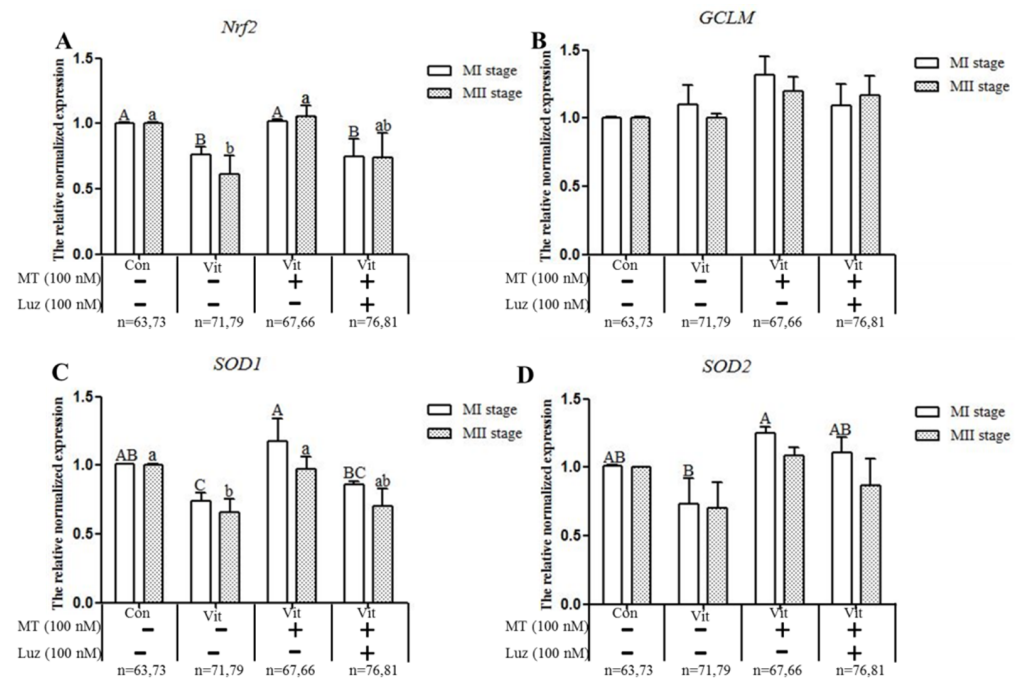 A
Nrf2
The relative normalized expression
1.5
1.0
0.5
0.0
A a
B b
A a
B ab
MI stage
MII stage
Con Vit Vit Vit
MT (100 nM) − − + +
Luz (100 nM) − − − +
n=63,73 n=71,79 n=67,66 n=76,81
B
GCLM
The relative normalized expression
1.5
1.0
0.5
0.0
MI stage
MII stage
Con Vit Vit Vit
MT (100 nM) − − + +
Luz (100 nM) − − − +
n=63,73 n=71,79 n=67,66 n=76,81
C
SOD1
The relative normalized expression
1.5
1.0
0.5
0.0
AB a
C b
A a
BC ab
MI stage
MII stage
Con Vit Vit Vit
MT (100 nM) − − + +
Luz (100 nM) − − − +
n=63,73 n=71,79 n=67,66 n=76,81
D
SOD2
The relative normalized expression
1.5
1.0
0.5
0.0
AB
B
A
AB
MI stage
MII stage
Con Vit Vit Vit
MT (100 nM) − − + +
Luz (100 nM) − − − +
n=63,73 n=71,79 n=67,66 n=76,81